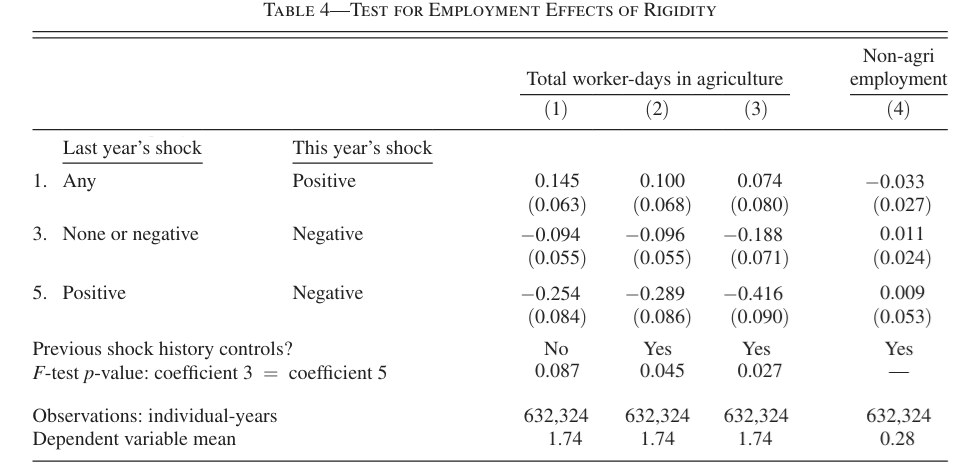 TABLE 4—TEST FOR EMPLOYMENT EFFECTS OF RIGIDITY
Non-agri
Total worker-days in agriculture employment
(1) (2) (3) (4)
Last year's shock This year's shock
1. Any Positive 0.145 0.100 0.074 −0.033
(0.063) (0.068) (0.080) (0.027)
3. None or negative Negative −0.094 −0.096 −0.188 0.011
(0.055) (0.055) (0.071) (0.024)
5. Positive Negative −0.254 −0.289 −0.416 0.009
(0.084) (0.086) (0.090) (0.053)
Previous shock history controls? No Yes Yes Yes
F-test p-value: coefficient 3 = coefficient 5 0.087 0.045 0.027 —
Observations: individual-years 632,324 632,324 632,324 632,324
Dependent variable mean 1.74 1.74 1.74 0.28